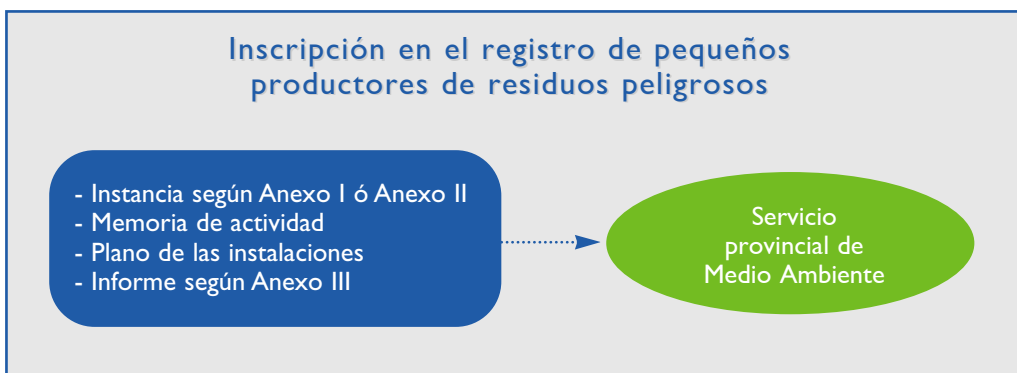 Inscripción en el registro de pequeños
productores de residuos peligrosos
- Instancia según Anexo I ó Anexo II
- Memoria de actividad
- Plano de las instalaciones
- Informe según Anexo III
Servicio
provincial de
Medio Ambiente